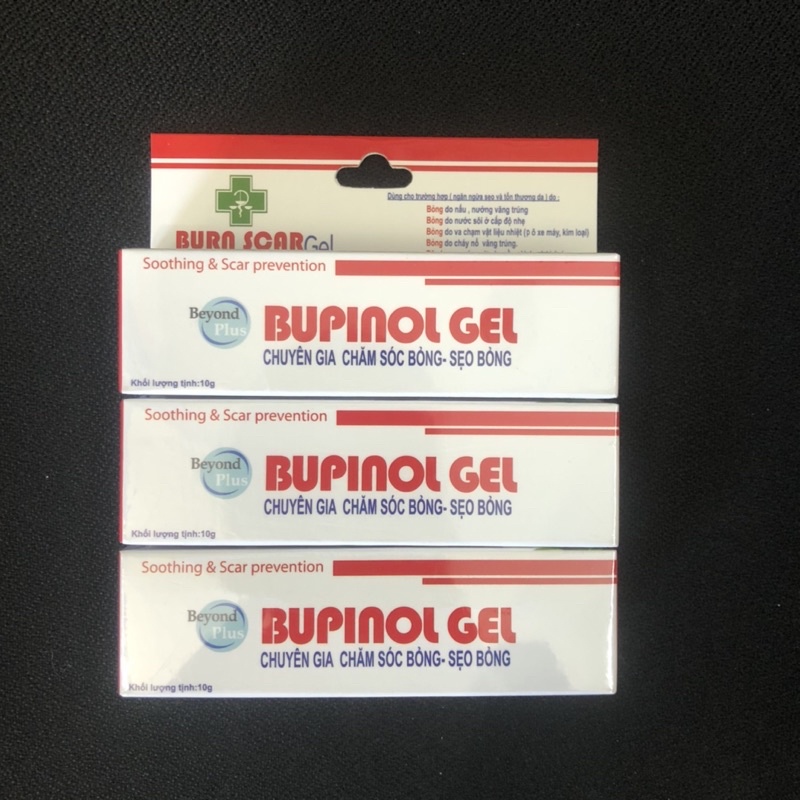 Dùng cho trường hợp ( ngăn ngừa sẹo và tổn thương da ) do :
Bỏng do nấu , nướng văng trúng
Bỏng do nước sôi ở cấp độ nhẹ
Bỏng do va chạm vật liệu nhiệt (p ô xe máy, kim loại)
Bỏng do cháy nổ văng trúng.
BURN SCAR Gel
Soothing & Scar prevention
Beyond
Plus
BUPINOL GEL
CHUYÊN GIA CHĂM SÓC BỎNG- SẸO BỎNG
Khối lượng tịnh:10g
Soothing & Scar prevention
Beyond
Plus
BUPINOL GEL
CHUYÊN GIA CHĂM SÓC BỎNG- SẸO BỎNG
Khối lượng tịnh:10g
Soothing & Scar prevention
Beyond
Plus
BUPINOL GEL
CHUYÊN GIA CHĂM SÓC BỎNG- SẸO BỎNG
Khối lượng tịnh:10g